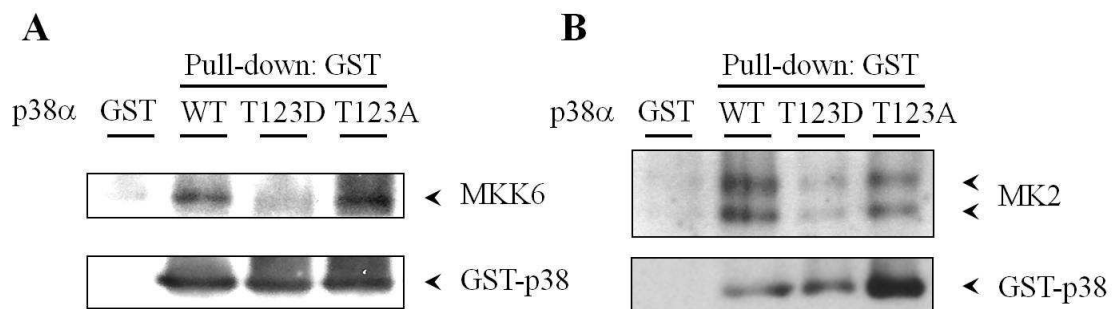 A
Pull-down: GST
p38α GST WT T123D T123A
MKK6
GST-p38
B
Pull-down: GST
p38α GST WT T123D T123A
MK2
GST-p38